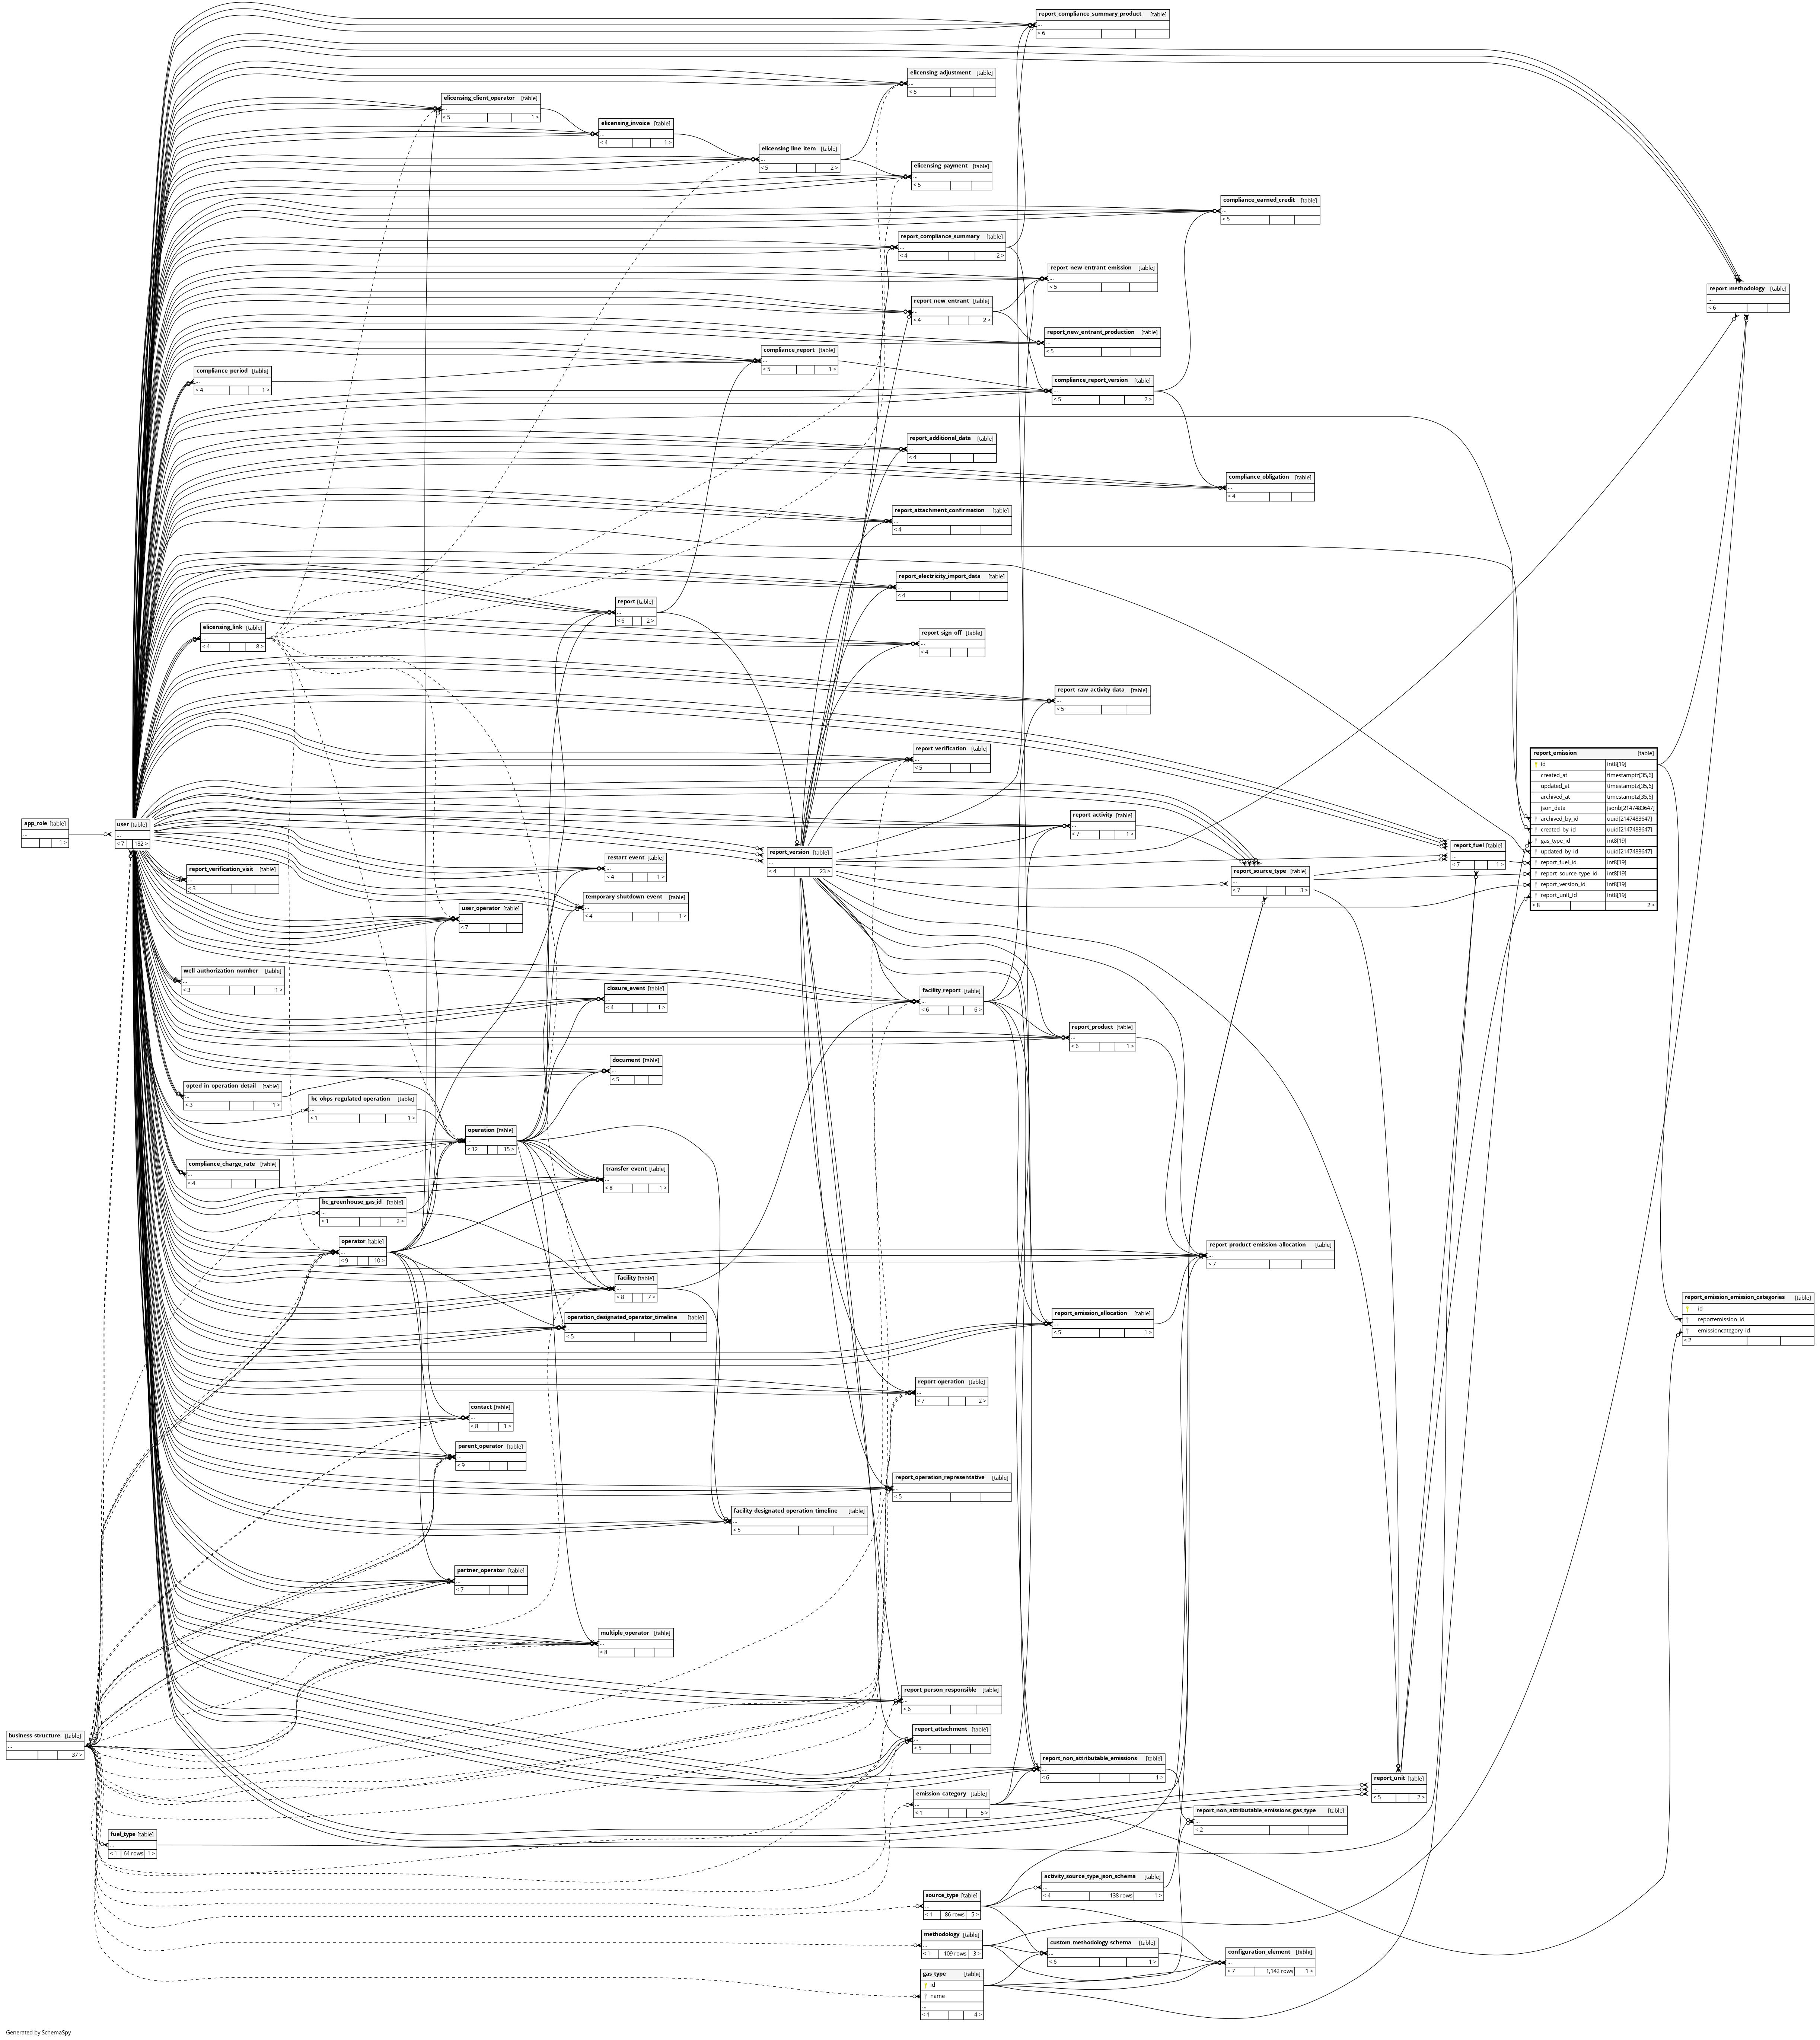 report_compliance_summary_product [table]
...
< 6
elicensing_adjustment [table]
...
< 5
elicensing_client_operator [table]
...
< 5 1 >
elicensing_invoice [table]
...
< 4 1 >
elicensing_line_item [table]
...
< 5 2 >
elicensing_payment [table]
...
< 5
compliance_earned_credit [table]
...
< 5
report_compliance_summary [table]
...
< 4 2 >
report_new_entrant_emission [table]
...
< 5
report_methodology [table]
...
< 6
report_new_entrant [table]
...
< 4 2 >
report_new_entrant_production [table]
...
< 5
compliance_report [table]
...
< 5 1 >
compliance_period [table]
...
< 4 1 >
compliance_report_version [table]
...
< 5 2 >
report_additional_data [table]
...
< 4
compliance_obligation [table]
...
< 4
report_attachment_confirmation [table]
...
< 4
report_electricity_import_data [table]
...
< 4
report [table]
...
< 6 2 >
elicensing_link [table]
...
< 4 8 >
report_sign_off [table]
...
< 4
report_raw_activity_data [table]
...
< 5
report_verification [table]
...
< 5
report_emission [table]
id int8[19]
created_at timestamptz[35,6]
updated_at timestamptz[35,6]
archived_at timestamptz[35,6]
json_data jsonb[2147483647]
archived_by_id uuid[2147483647]
created_by_id uuid[2147483647]
gas_type_id int8[19]
updated_by_id uuid[2147483647]
report_fuel_id int8[19]
report_source_type_id int8[19]
report_version_id int8[19]
report_unit_id int8[19]
< 8 2 >
app_role [table]
...
1 >
user [table]
...
< 7 182 >
report_activity [table]
...
< 7 1 >
report_fuel [table]
...
< 7 1 >
report_version [table]
...
< 4 23 >
restart_event [table]
...
< 4 1 >
report_verification_visit [table]
...
< 3
report_source_type [table]
...
< 7 3 >
temporary_shutdown_event [table]
...
< 4 1 >
user_operator [table]
...
< 7
well_authorization_number [table]
...
< 3 1 >
closure_event [table]
...
< 4 1 >
facility_report [table]
...
< 6 6 >
report_product [table]
...
< 6 1 >
document [table]
...
< 5
opted_in_operation_detail [table]
...
< 3 1 >
bc_obps_regulated_operation [table]
...
< 1 1 >
operation [table]
...
< 12 15 >
compliance_charge_rate [table]
...
< 4
transfer_event [table]
...
< 8 1 >
bc_greenhouse_gas_id [table]
...
< 1 2 >
operator [table]
...
< 9 10 >
report_product_emission_allocation [table]
...
< 7
facility [table]
...
< 8 7 >
report_emission_emission_categories [table]
id
reportemission_id
emissioncategory_id
< 2
operation_designated_operator_timeline [table]
...
< 5
report_emission_allocation [table]
...
< 5 1 >
report_operation [table]
...
< 7 2 >
contact [table]
...
< 8 1 >
parent_operator [table]
...
< 9
report_operation_representative [table]
...
< 5
facility_designated_operation_timeline [table]
...
< 5
partner_operator [table]
...
< 7
multiple_operator [table]
...
< 8
report_person_responsible [table]
...
< 6
business_structure [table]
...
37 >
report_attachment [table]
...
< 5
report_non_attributable_emissions [table]
...
< 6 1 >
report_unit [table]
...
< 5 2 >
emission_category [table]
...
< 1 5 >
report_non_attributable_emissions_gas_type [table]
...
< 2
fuel_type [table]
...
< 1 64 rows 1 >
activity_source_type_json_schema [table]
...
< 4 138 rows 1 >
source_type [table]
...
< 1 86 rows 5 >
methodology [table]
...
< 1 109 rows 3 >
custom_methodology_schema [table]
...
< 6 1 >
configuration_element [table]
...
< 7 1,142 rows 1 >
gas_type [table]
id
name
...
< 1 4 >
Generated by SchemaSpy